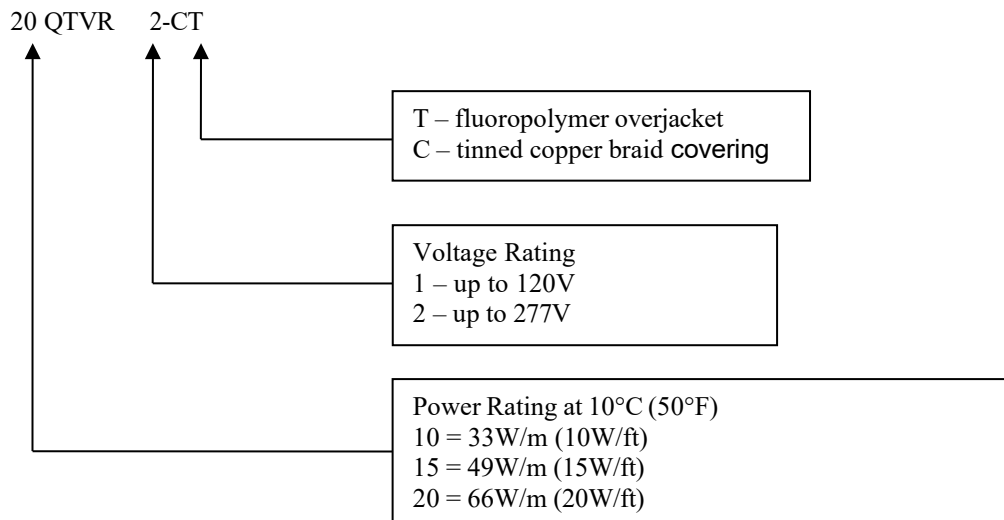 20 QTVR 2-CT
T – fluoropolymer overjacket
C – tinned copper braid covering
Voltage Rating
1 – up to 120V
2 – up to 277V
Power Rating at 10°C (50°F)
10 = 33W/m (10W/ft)
15 = 49W/m (15W/ft)
20 = 66W/m (20W/ft)